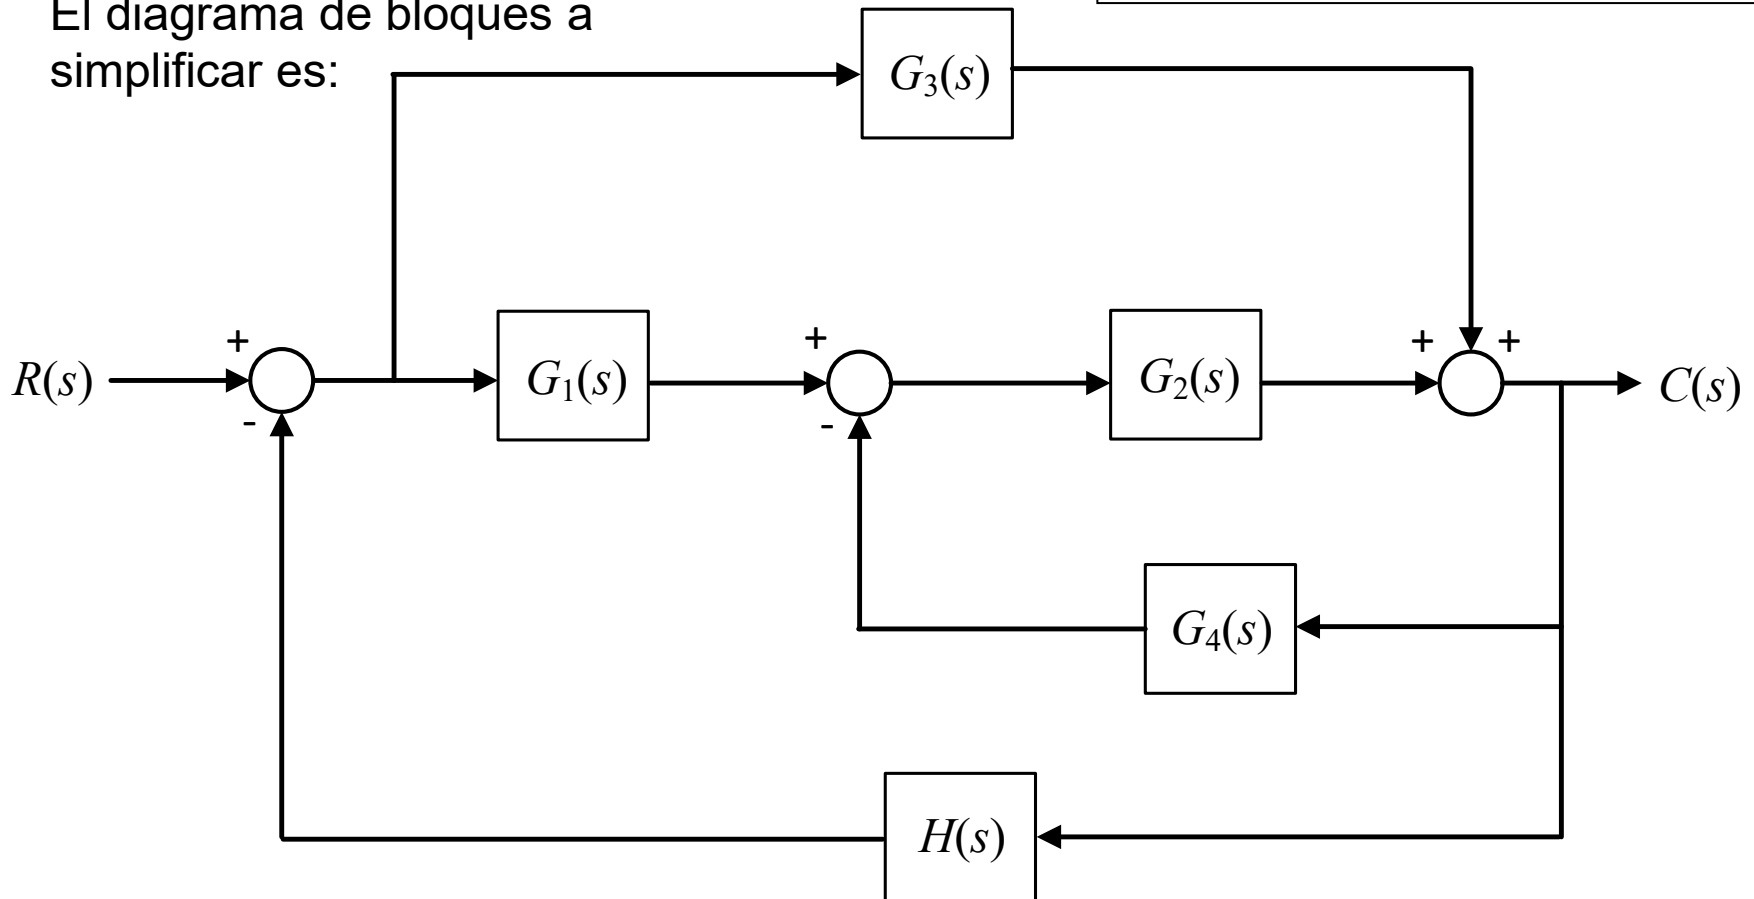 El diagrama de bloques a
simplificar es:
G3(s)
+ + + +
R(s) G1(s) G2(s) C(s)
- -
G4(s)
H(s)